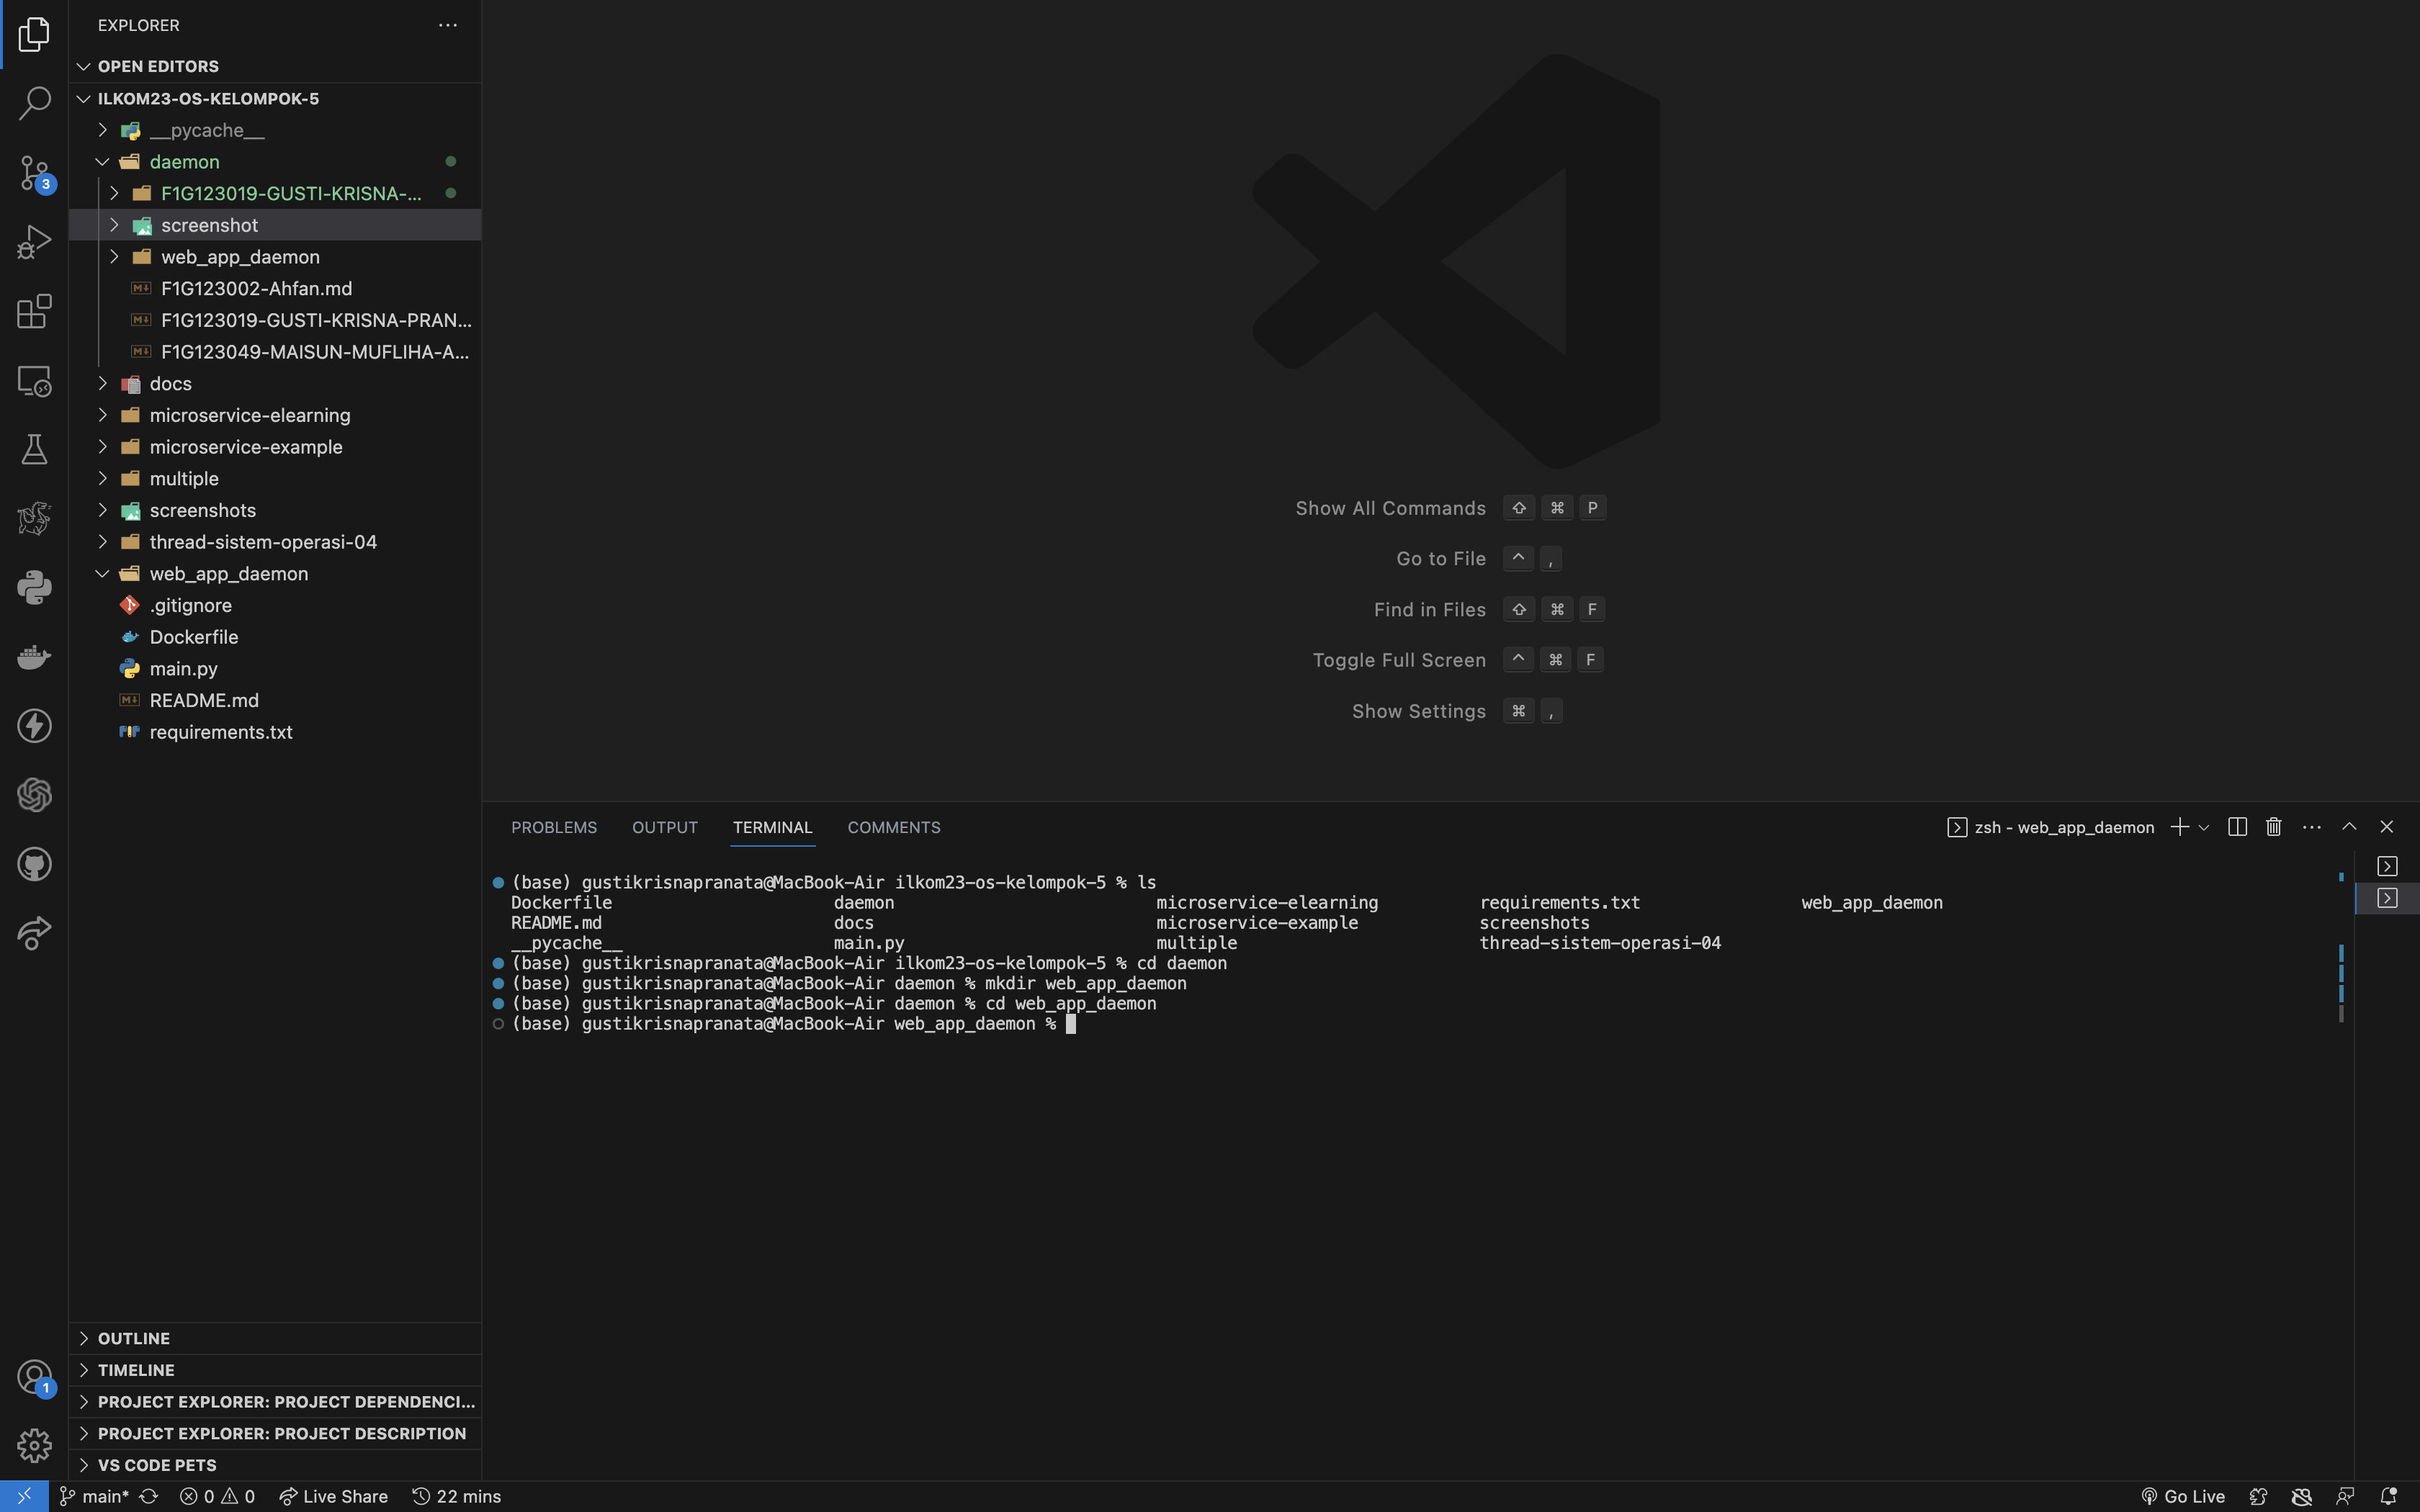 EXPLORER
OPEN EDITORS
ILKOM23-OS-KELOMPOK-5
__pycache__
daemon
F1G123019-GUSTI-KRISNA-...
screenshot
web_app_daemon
F1G123002-Ahfan.md
F1G123019-GUSTI-KRISNA-PRAN...
F1G123049-MAISUN-MUFLIHA-A...
docs
microservice-elearning
microservice-example
multiple
screenshots
thread-sistem-operasi-04
web_app_daemon
.gitignore
Dockerfile
main.py
README.md
requirements.txt
OUTLINE
TIMELINE
PROJECT EXPLORER: PROJECT DEPENDENCI...
PROJECT EXPLORER: PROJECT DESCRIPTION
VS CODE PETS
3
1
Show All Commands ⇧ ⌘ P
Go to File ^ ,
Find in Files ⇧ ⌘ F
Toggle Full Screen ^ ⌘ F
Show Settings ⌘ ,
PROBLEMS OUTPUT TERMINAL COMMENTS zsh - web_app_daemon
(base) gustikrisnapranata@MacBook-Air ilkom23-os-kelompok-5 % ls
Dockerfile daemon microservice-elearning requirements.txt web_app_daemon
README.md docs microservice-example screenshots
__pycache__ main.py multiple thread-sistem-operasi-04
(base) gustikrisnapranata@MacBook-Air ilkom23-os-kelompok-5 % cd daemon
(base) gustikrisnapranata@MacBook-Air daemon % mkdir web_app_daemon
(base) gustikrisnapranata@MacBook-Air daemon % cd web_app_daemon
(base) gustikrisnapranata@MacBook-Air web_app_daemon %
main* 0 0 Live Share 22 mins Go Live